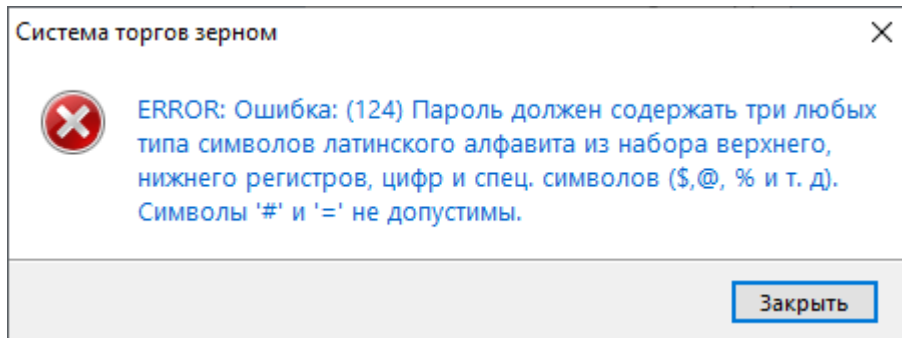 Система торгов зерном
ERROR: Ошибка: (124) Пароль должен содержать три любых
типа символов латинского алфавита из набора верхнего,
нижнего регистров, цифр и спец. символов ($,@, % и т. д).
Символы '#' и '=' не допустимы.
Закрыть